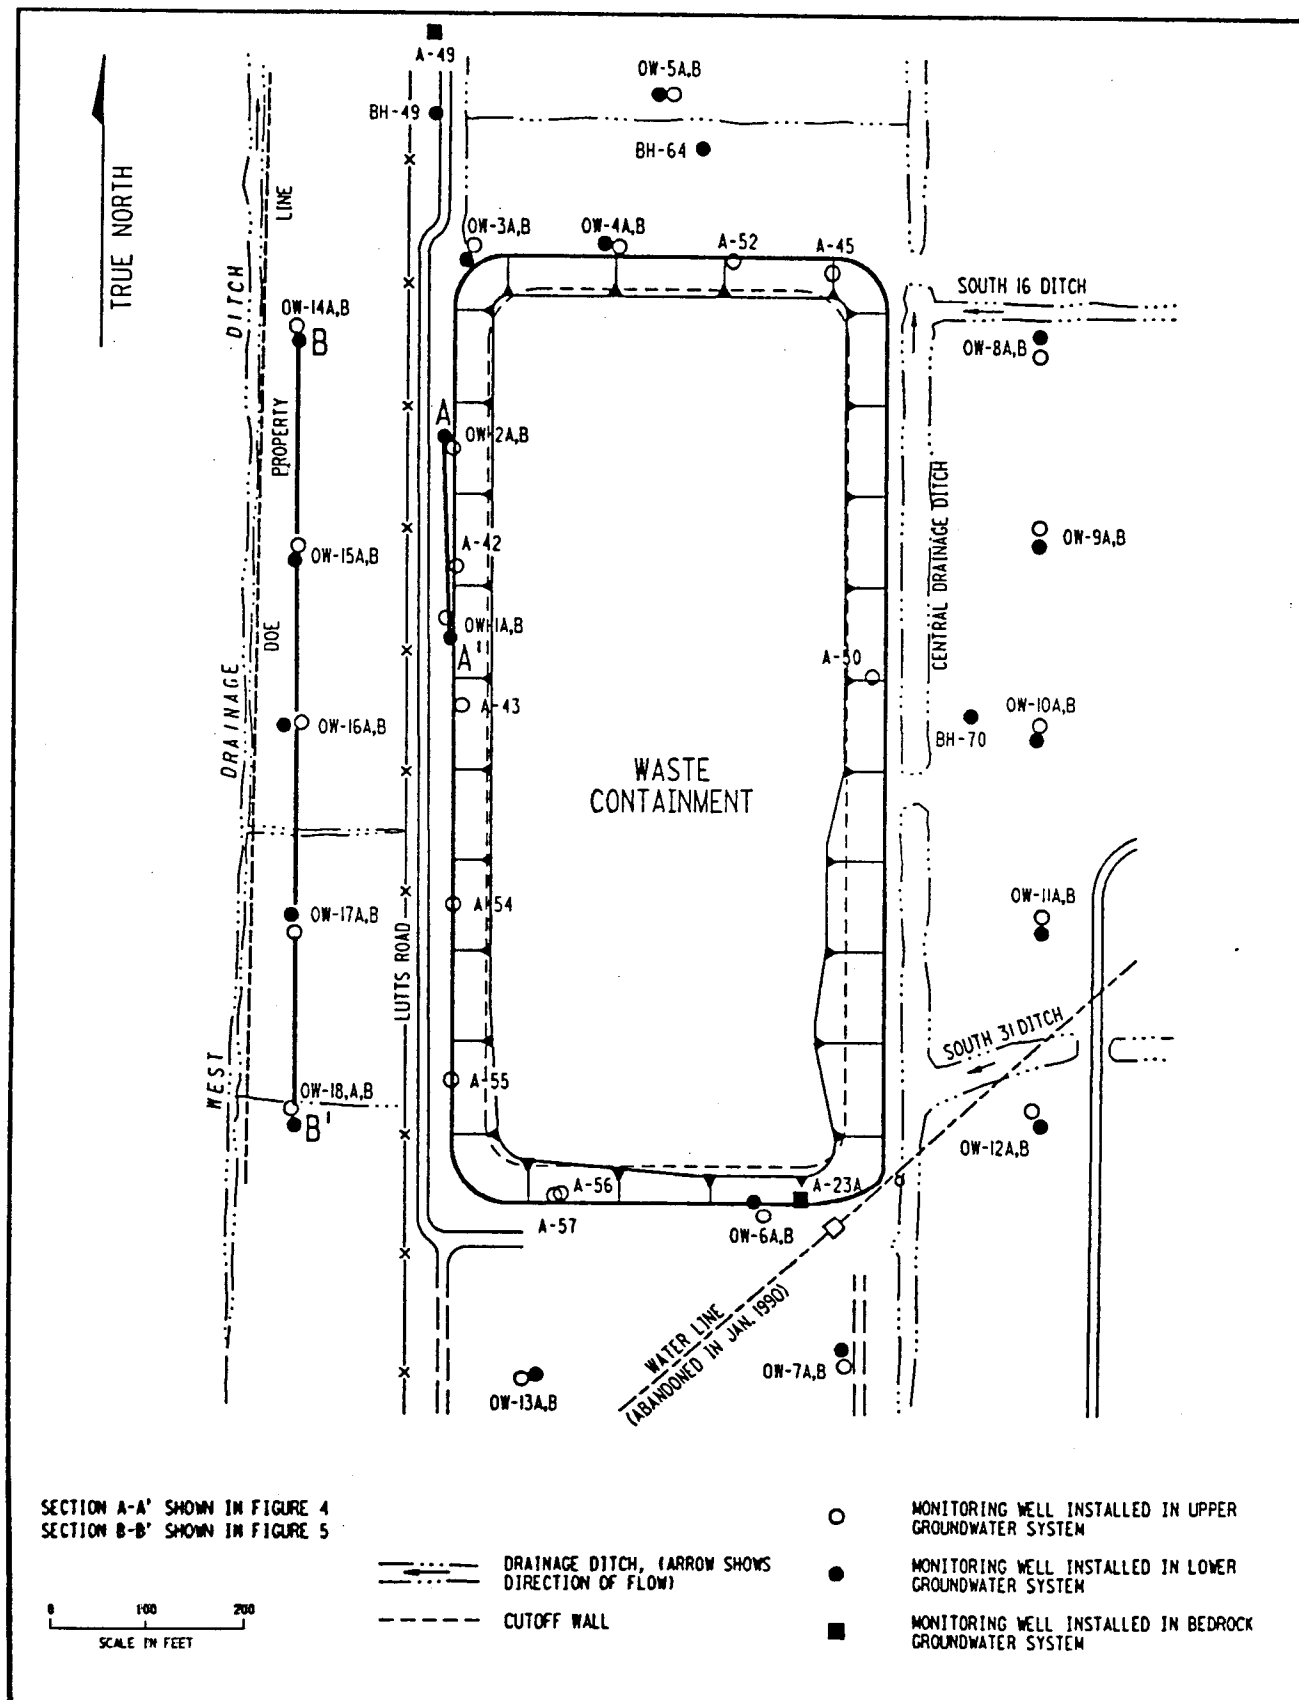 A-49
OW-5A,B
BH-49
BH-64
TRUE NORTH
LINE
OW-3A,B
OW-4A,B
A-52
A-45
DITCH
SOUTH 16 DITCH
OW-14A,B
B
OW-8A,B
PROPERTY
A
OW-2A,B
CENTRAL DRAINAGE DITCH
OW-9A,B
A-42
OW-15A,B
DOE
OW-1A,B
A'
A-50
DRAINAGE
A-43
OW-16A,B
OW-10A,B
BH-70
WASTE
CONTAINMENT
OW-17A,B
A-54
OW-11A,B
LUTTS ROAD
SOUTH 31 DITCH
WEST
A-55
OW-18,A,B
B'
OW-12A,B
A-56
A-23A
A-57
OW-6A,B
WATER LINE
(ABANDONED IN JAN. 1990)
OW-7A,B
OW-13A,B
SECTION A-A' SHOWN IN FIGURE 4
SECTION B-B' SHOWN IN FIGURE 5
0 100 200
SCALE IN FEET
DRAINAGE DITCH, (ARROW SHOWS
DIRECTION OF FLOW)
CUTOFF WALL
MONITORING WELL INSTALLED IN UPPER
GROUNDWATER SYSTEM
MONITORING WELL INSTALLED IN LOWER
GROUNDWATER SYSTEM
MONITORING WELL INSTALLED IN BEDROCK
GROUNDWATER SYSTEM